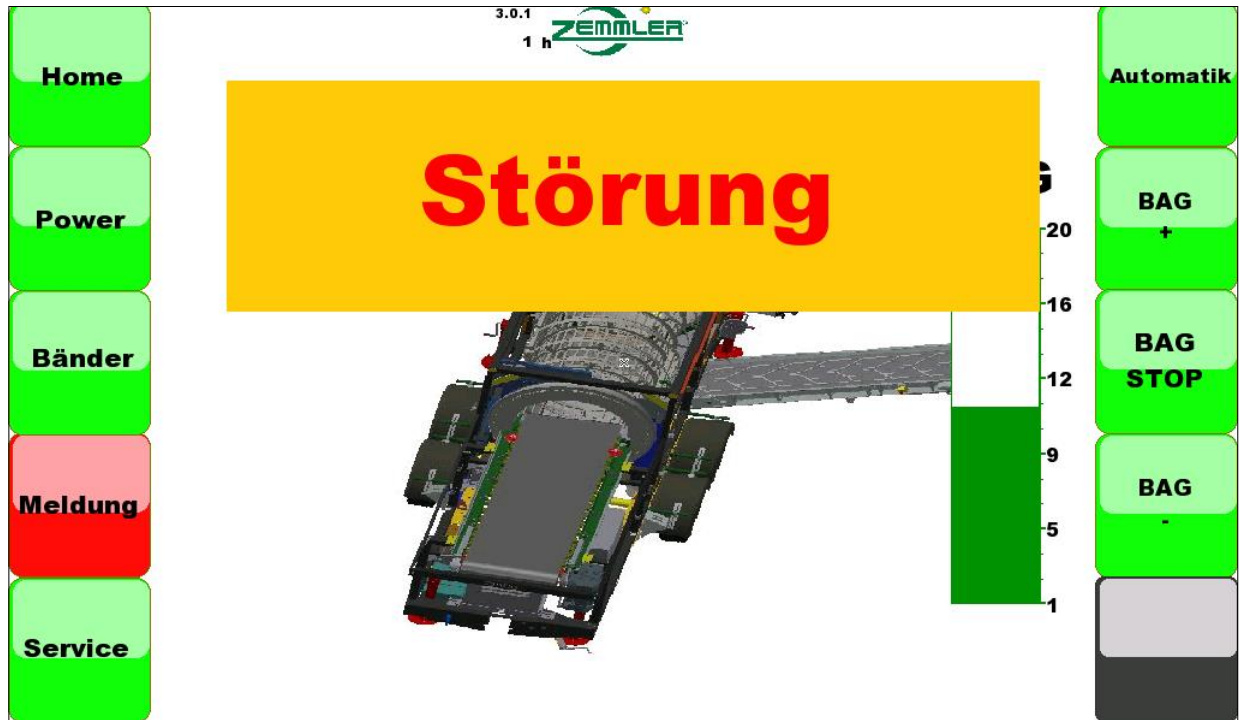 3.0.1
1 h
ZEMMLER
Home
Power
Bänder
Meldung
Service
Störung
G
20
16
12
9
5
1
Automatik
BAG
+
BAG
STOP
BAG
-